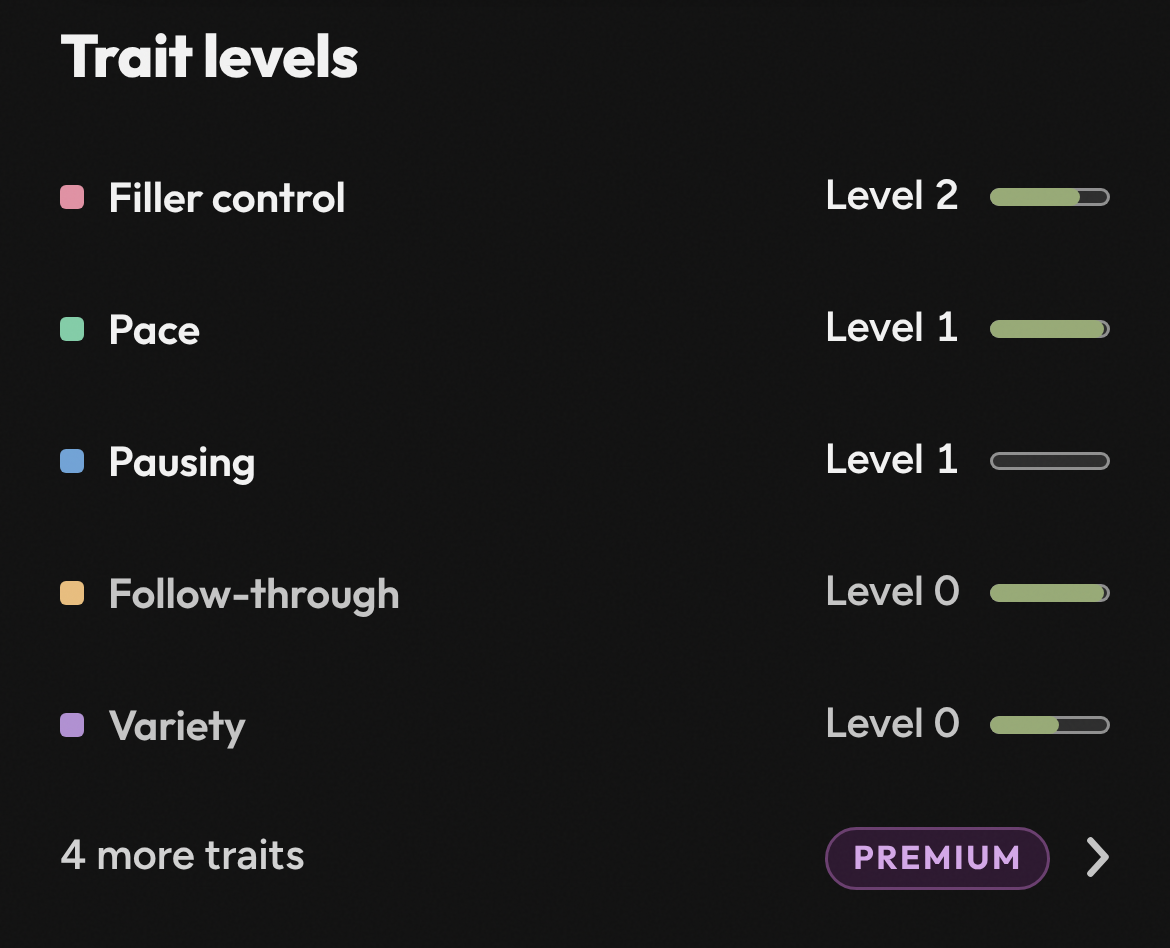 Trait levels
Filler control Level 2
Pace Level 1
Pausing Level 1
Follow-through Level 0
Variety Level 0
4 more traits PREMIUM